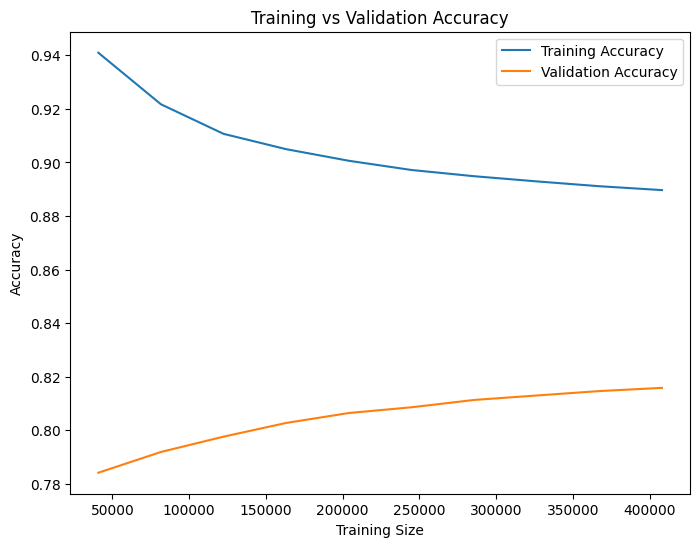 Training vs Validation Accuracy
Training Accuracy
Validation Accuracy
0.94
0.92
0.90
0.88
0.86
0.84
0.82
0.80
0.78
Accuracy
50000 100000 150000 200000 250000 300000 350000 400000
Training Size